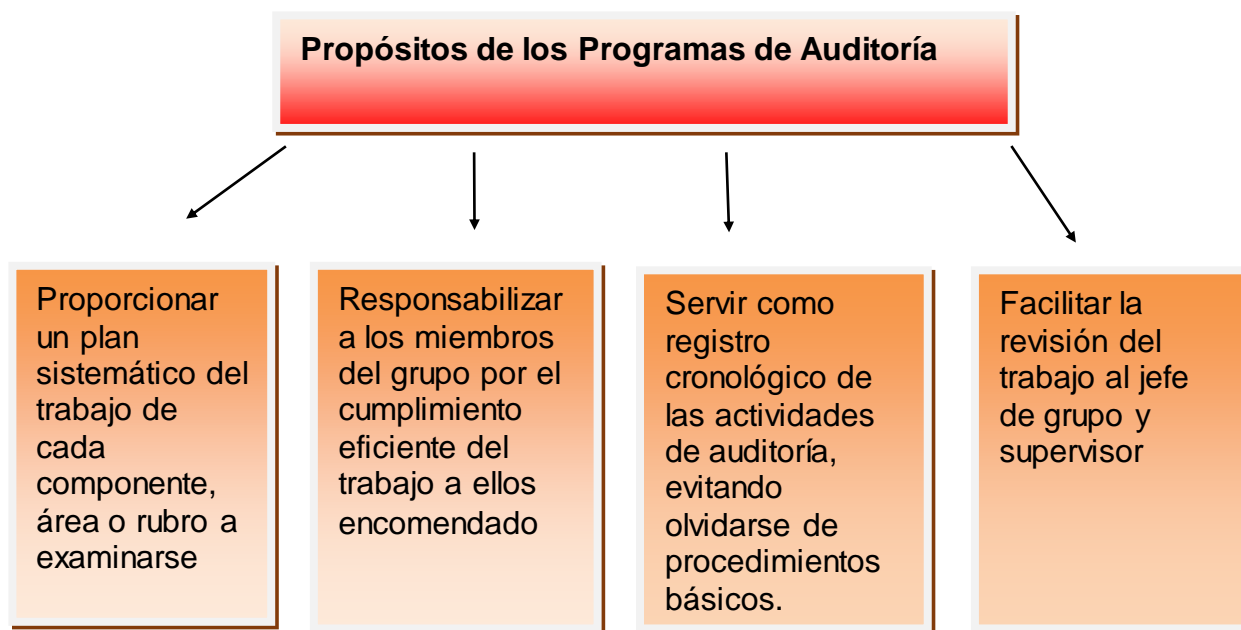 Propósitos de los Programas de Auditoría
Proporcionar
un plan
sistemático del
trabajo de
cada
componente,
área o rubro a
examinarse
Responsabilizar
a los miembros
del grupo por el
cumplimiento
eficiente del
trabajo a ellos
encomendado
Servir como
registro
cronológico de
las actividades
de auditoría,
evitando
olvidarse de
procedimientos
básicos.
Facilitar la
revisión del
trabajo al jefe
de grupo y
supervisor